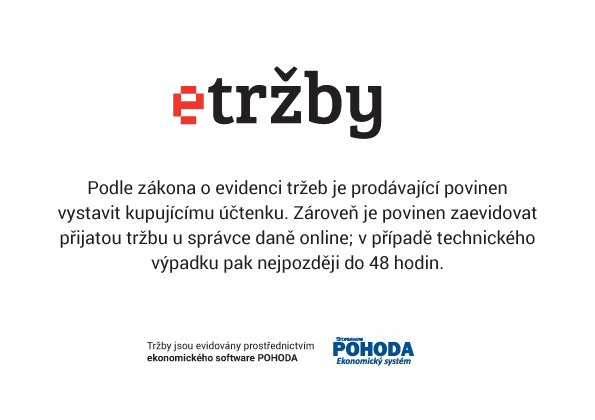 etržby
Podle zákona o evidenci tržeb je prodávající povinen
vystavit kupujícímu účtenku. Zároveň je povinen zaevidovat
přijatou tržbu u správce daně online; v případě technického
výpadku pak nejpozději do 48 hodin.
Tržby jsou evidovány prostřednictvím
ekonomického software POHODA
Stormware
POHODA
Ekonomický systém